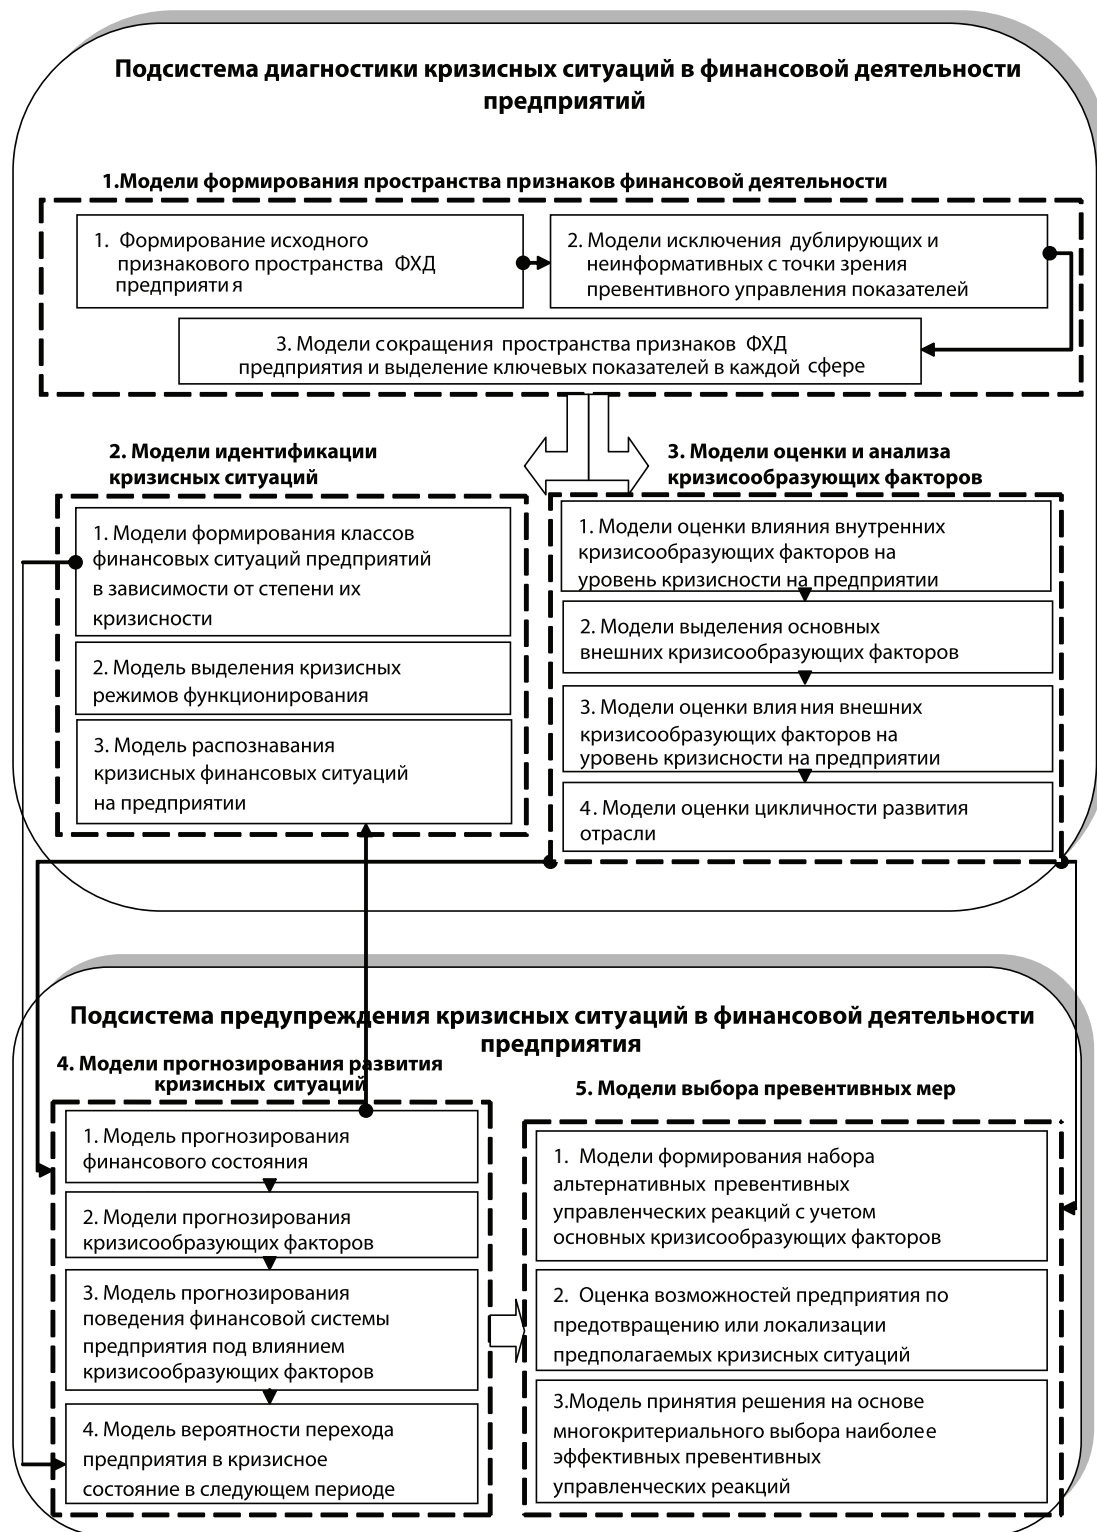 Подсистема диагностики кризисных ситуаций в финансовой деятельности
предприятий
1.Модели формирования пространства признаков финансовой деятельности
1. Формирование исходного
признакового пространства ФХД
предприятия
2. Модели исключения дублирующих и
неинформативных с точки зрения
превентивного управления показателей
3. Модели сокращения пространства признаков ФХД
предприятия и выделение ключевых показателей в каждой сфере
2. Модели идентификации
кризисных ситуаций
1. Модели формирования классов
финансовых ситуаций предприятий
в зависимости от степени их
кризисности
2. Модель выделения кризисных
режимов функционирования
3. Модель распознавания
кризисных финансовых ситуаций
на предприятии
3. Модели оценки и анализа
кризисообразующих факторов
1. Модели оценки влияния внутренних
кризисообразующих факторов на
уровень кризисности на предприятии
2. Модели выделения основных
внешних кризисообразующих факторов
3. Модели оценки влияния внешних
кризисообразующих факторов на
уровень кризисности на предприятии
4. Модели оценки цикличности развития
отрасли
Подсистема предупреждения кризисных ситуаций в финансовой деятельности
предприятия
4. Модели прогнозирования развития
кризисных ситуаций
1. Модель прогнозирования
финансового состояния
2. Модели прогнозирования
кризисообразующих факторов
3. Модель прогнозирования
поведения финансовой системы
предприятия под влиянием
кризисообразующих факторов
4. Модель вероятности перехода
предприятия в кризисное
состояние в следующем периоде
5. Модели выбора превентивных мер
1. Модели формирования набора
альтернативных превентивных
управленческих реакций с учетом
основных кризисообразующих факторов
2. Оценка возможностей предприятия по
предотвращению или локализации
предполагаемых кризисных ситуаций
3.Модель принятия решения на основе
многокритериального выбора наиболее
эффективных превентивных
управленческих реакций